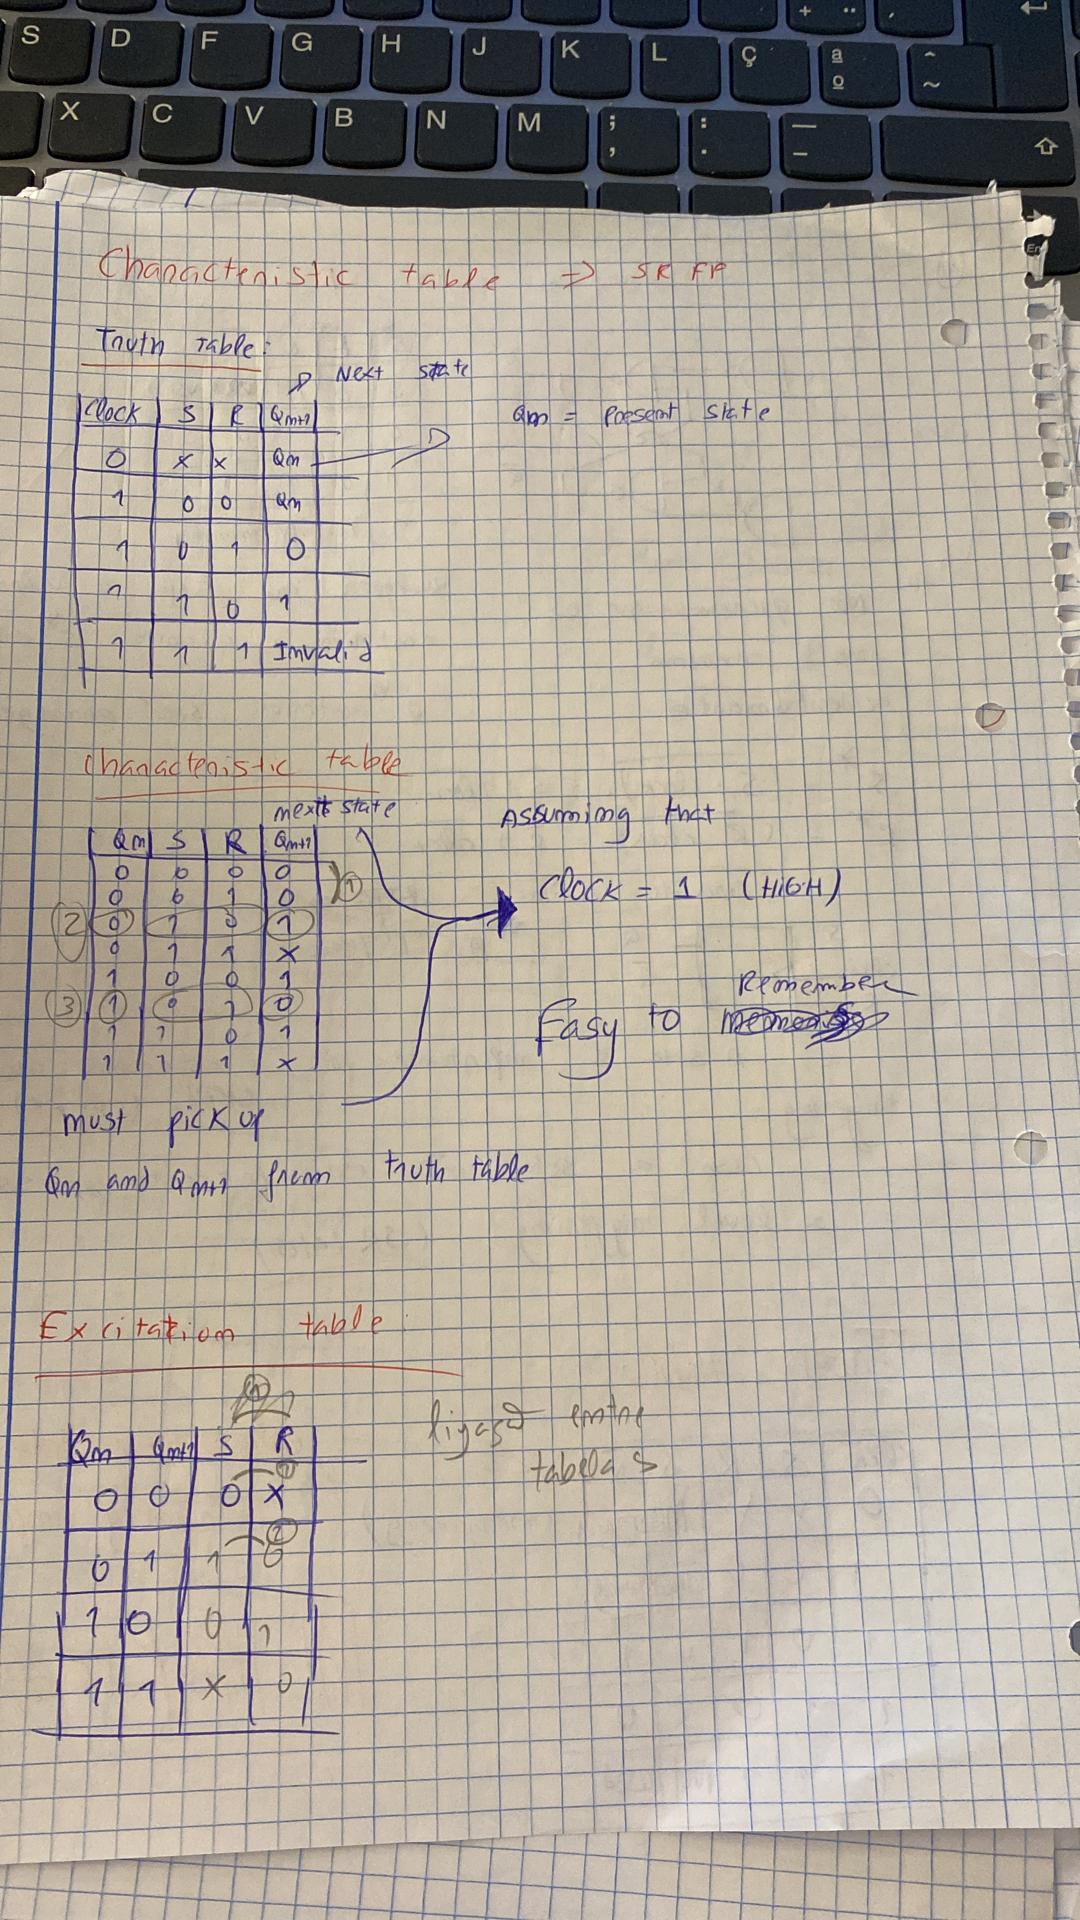 S D F G H J K L Ç ª º ^ ~
X C V B N M ; , : . — –
Characteristic table => SR FF
Truth table:
Next state
Clock S R Qn+1
Qn = Present state
0 x x Qn
1 0 0 Qn
1 0 1 0
1 1 0 1
1 1 1 Invalid
Characteristic table
next state
Assuming that
Qn S R Qn+1
0 0 0 0
0 0 1 0
1
Clock = 1 (HIGH)
2 0 1 0 1
0 1 1 x
1 0 0 1
3 1 0 1 0
Remember
Easy to
1 1 0 1
1 1 1 x
must pick up
Qn and Qn+1 from truth table
Excitation table
ligação entre
tabelas
Qn Qn+1 S R
0 0 0 x
0 1 1 0
2
1 0 0 1
1 1 x 0